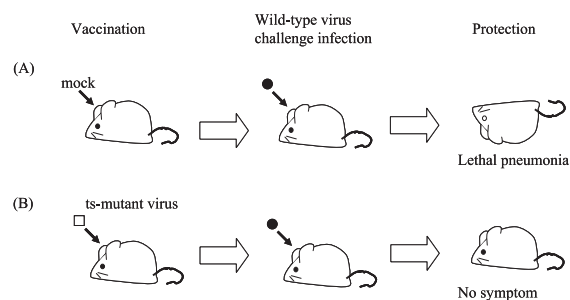 Vaccination
Wild-type virus
challenge infection
Protection
(A)
mock
Lethal pneumonia
(B)
ts-mutant virus
No symptom